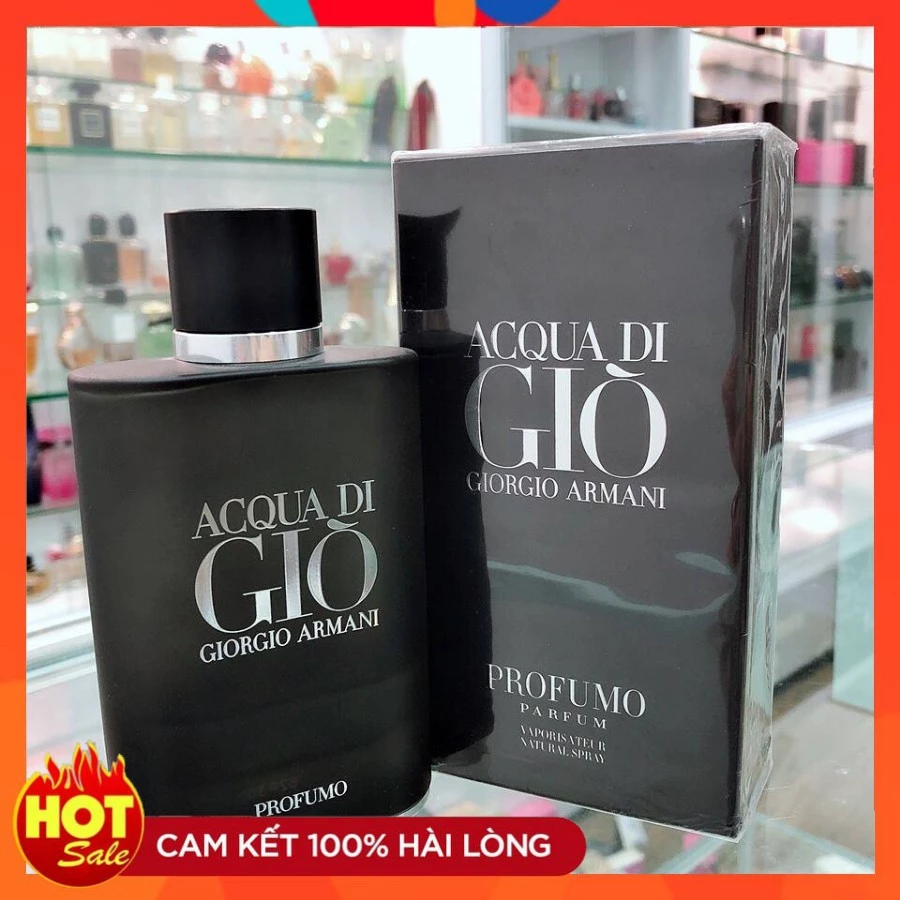 ACQUA DI
GIÒ
GIORGIO ARMANI
PROFUMO
ACQUA DI
GIÒ
GIORGIO ARMANI
PROFUMO
PARFUM
VAPORISATEUR
NATURAL SPRAY
HOT
Sale
CAM KẾT 100% HÀI LÒNG